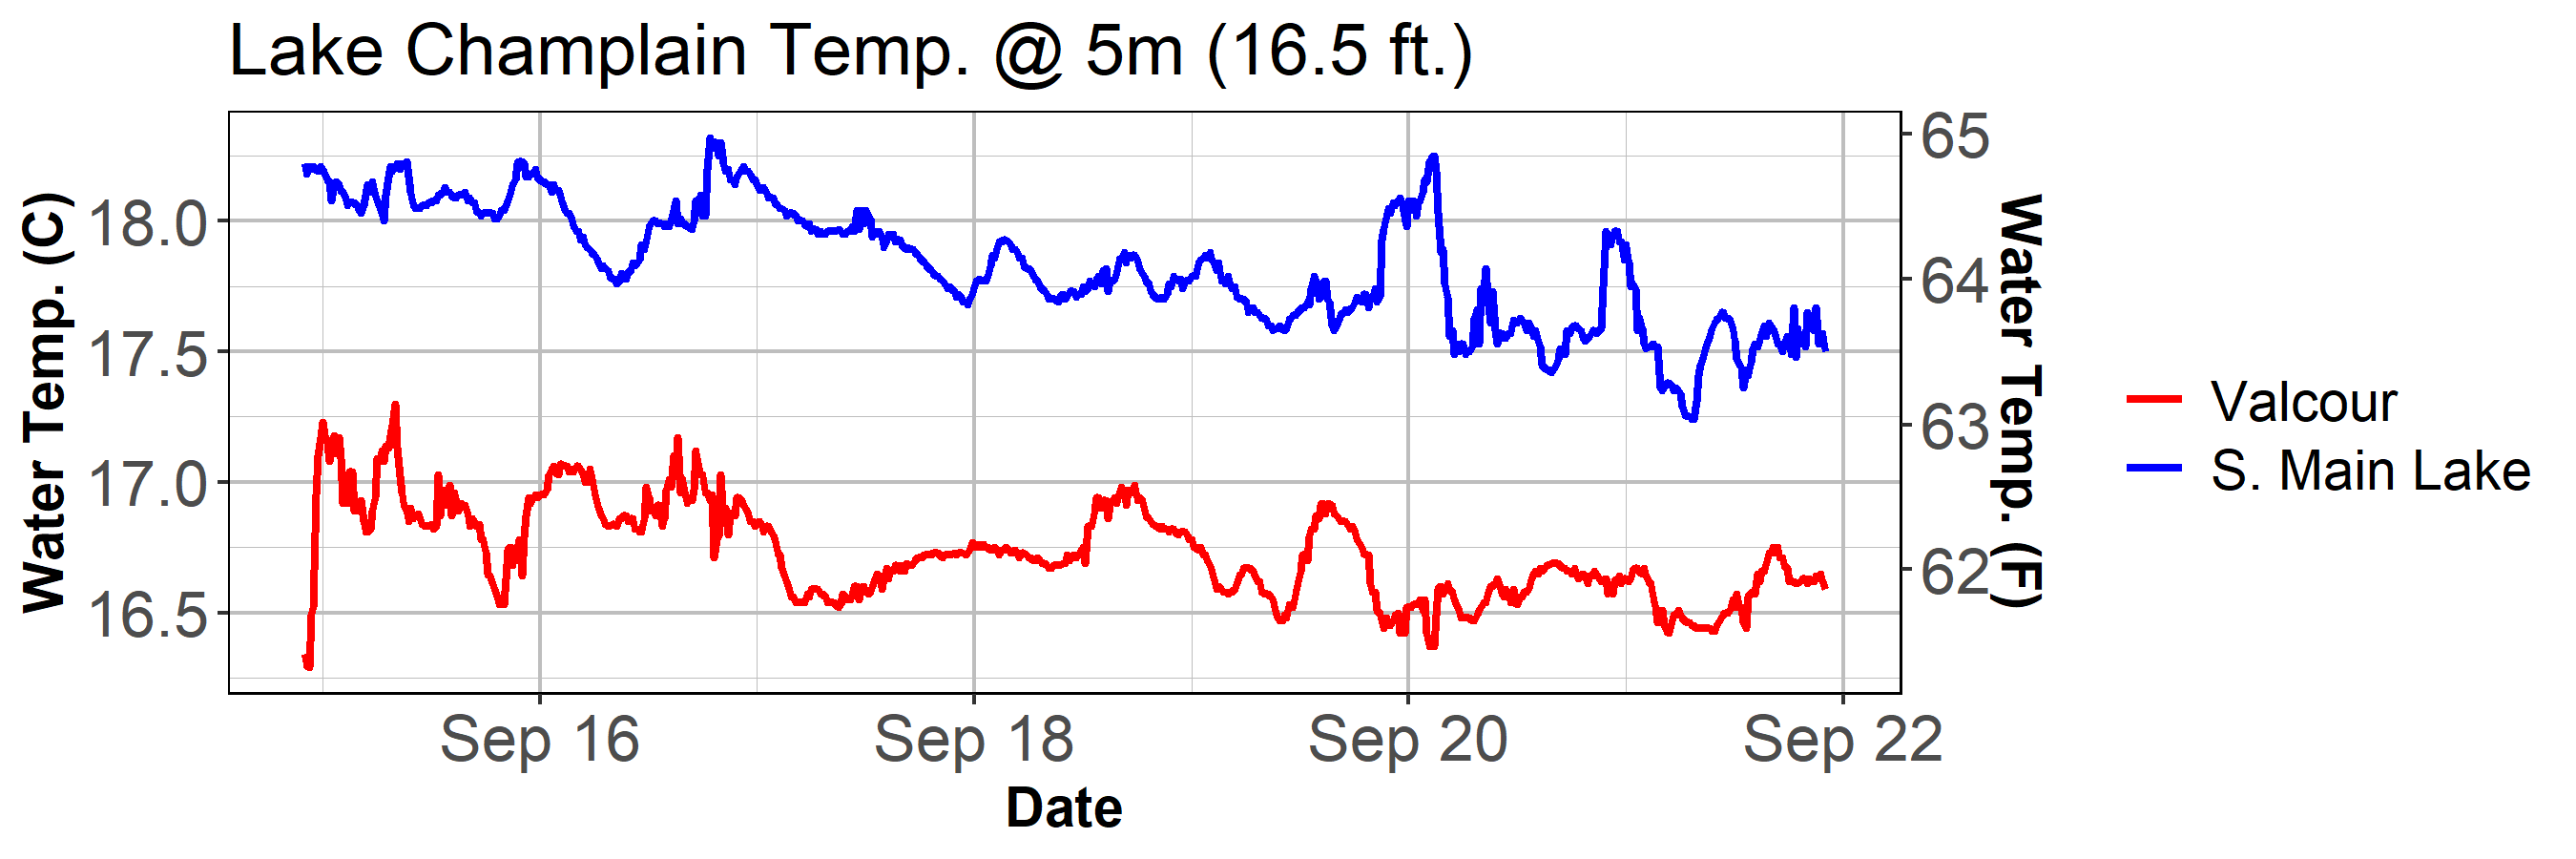 Lake Champlain Temp. @ 5m (16.5 ft.)
Water Temp. (C)
18.0
17.5
17.0
16.5
65
64
63
62
Water Temp. (F)
Sep 16
Sep 18
Sep 20
Sep 22
Date
Valcour
S. Main Lake